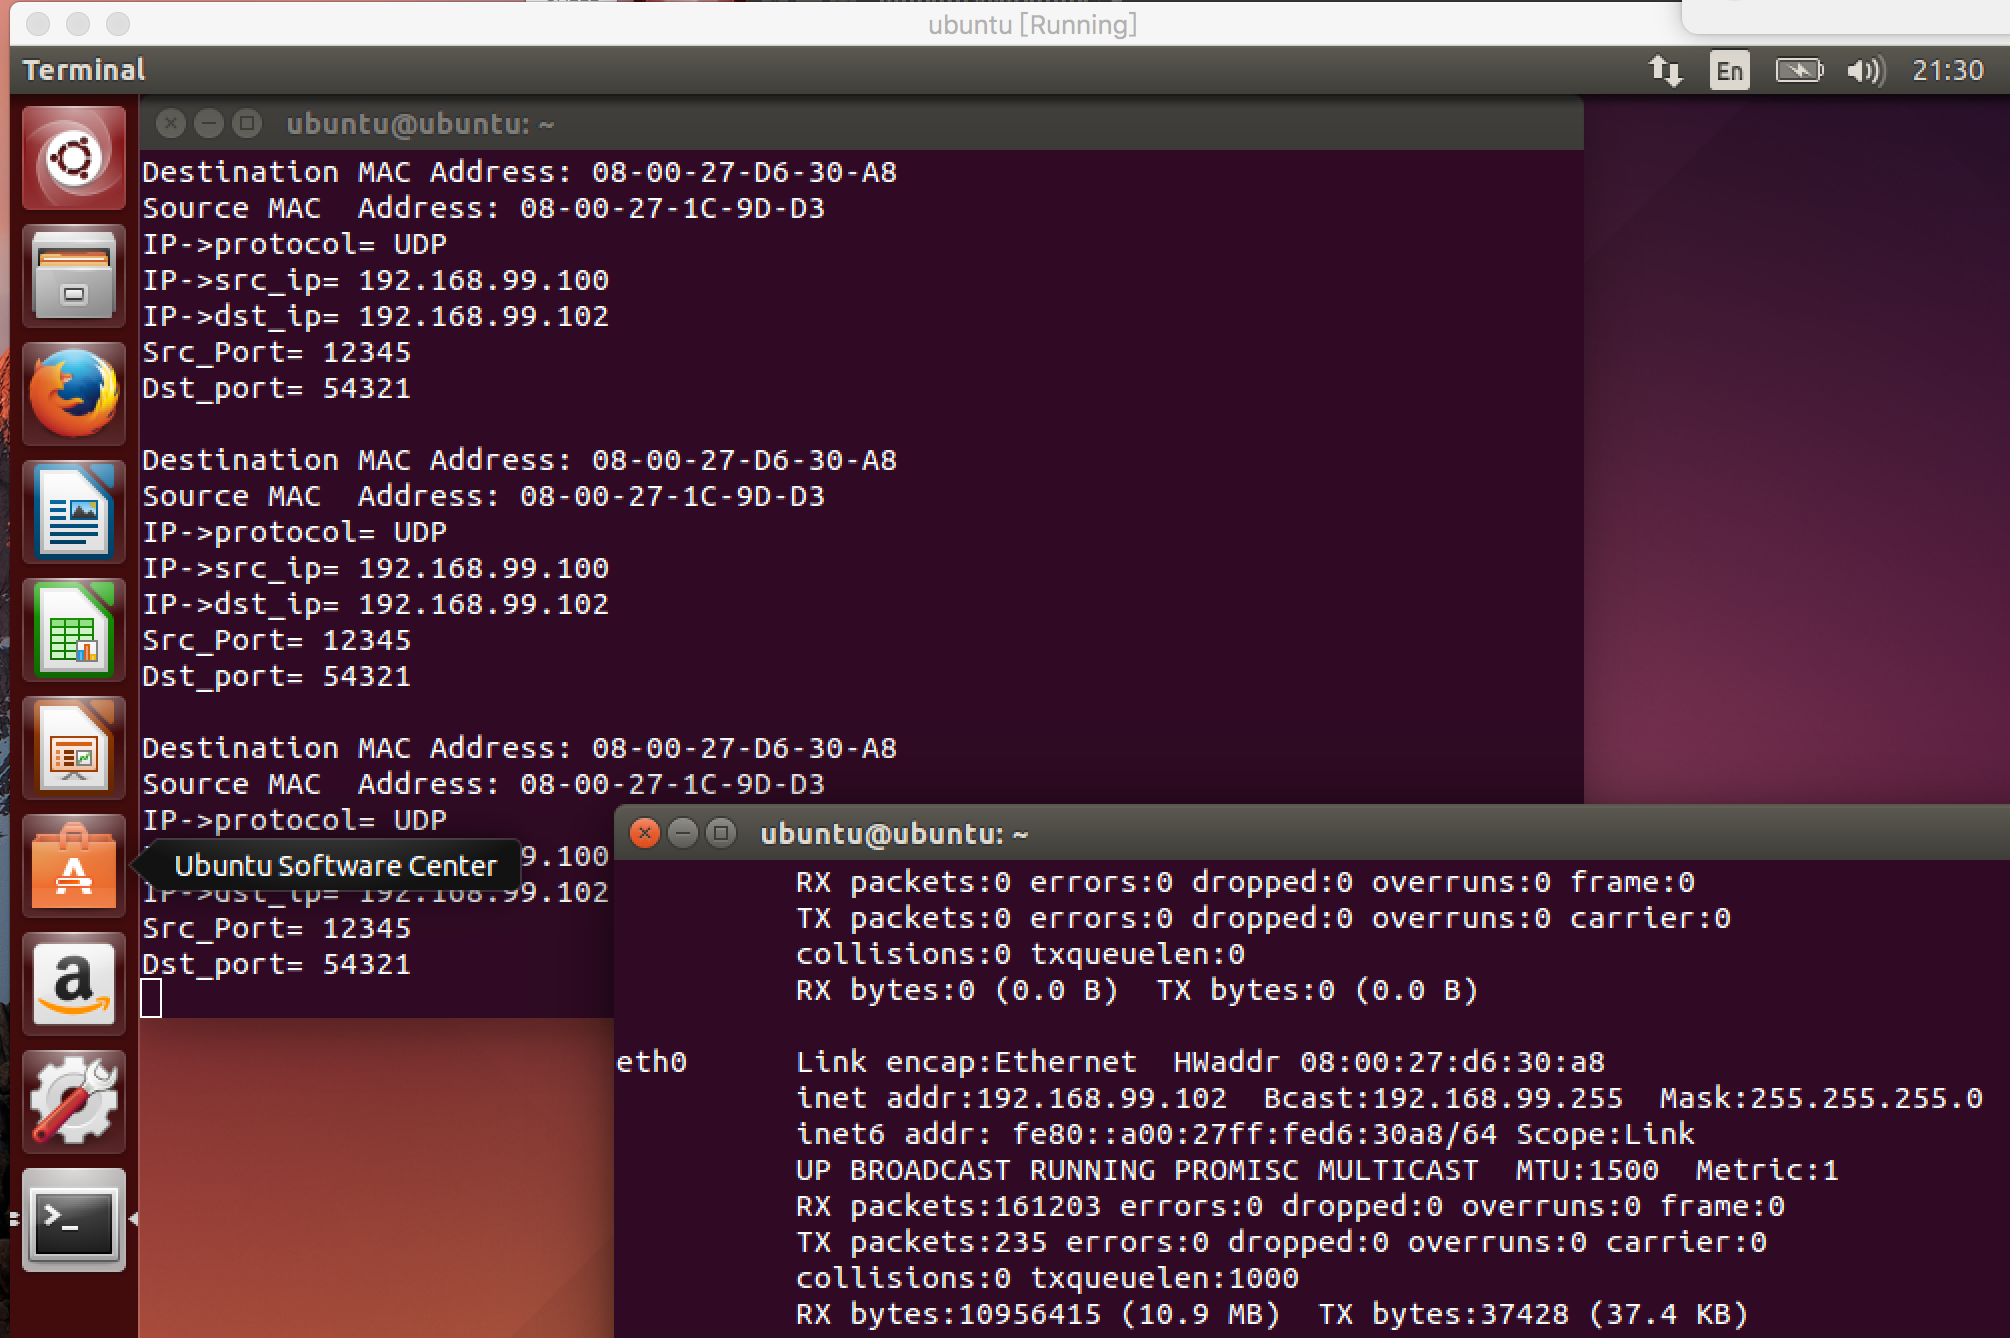 ubuntu [Running]
Terminal
En
21:30
ubuntu@ubuntu: ~
Destination MAC Address: 08-00-27-D6-30-A8
Source MAC  Address: 08-00-27-1C-9D-D3
IP->protocol= UDP
IP->src_ip= 192.168.99.100
IP->dst_ip= 192.168.99.102
Src_Port= 12345
Dst_port= 54321
Destination MAC Address: 08-00-27-D6-30-A8
Source MAC  Address: 08-00-27-1C-9D-D3
IP->protocol= UDP
IP->src_ip= 192.168.99.100
IP->dst_ip= 192.168.99.102
Src_Port= 12345
Dst_port= 54321
Destination MAC Address: 08-00-27-D6-30-A8
Source MAC  Address: 08-00-27-1C-9D-D3
IP->protocol= UDP
Ubuntu Software Center
9.100
IP->dst_ip= 192.168.99.102
Src_Port= 12345
Dst_port= 54321
ubuntu@ubuntu: ~
RX packets:0 errors:0 dropped:0 overruns:0 frame:0
TX packets:0 errors:0 dropped:0 overruns:0 carrier:0
collisions:0 txqueuelen:0
RX bytes:0 (0.0 B)  TX bytes:0 (0.0 B)
eth0      Link encap:Ethernet  HWaddr 08:00:27:d6:30:a8
inet addr:192.168.99.102  Bcast:192.168.99.255  Mask:255.255.255.0
inet6 addr: fe80::a00:27ff:fed6:30a8/64 Scope:Link
UP BROADCAST RUNNING PROMISC MULTICAST  MTU:1500  Metric:1
RX packets:161203 errors:0 dropped:0 overruns:0 frame:0
TX packets:235 errors:0 dropped:0 overruns:0 carrier:0
collisions:0 txqueuelen:1000
RX bytes:10956415 (10.9 MB)  TX bytes:37428 (37.4 KB)